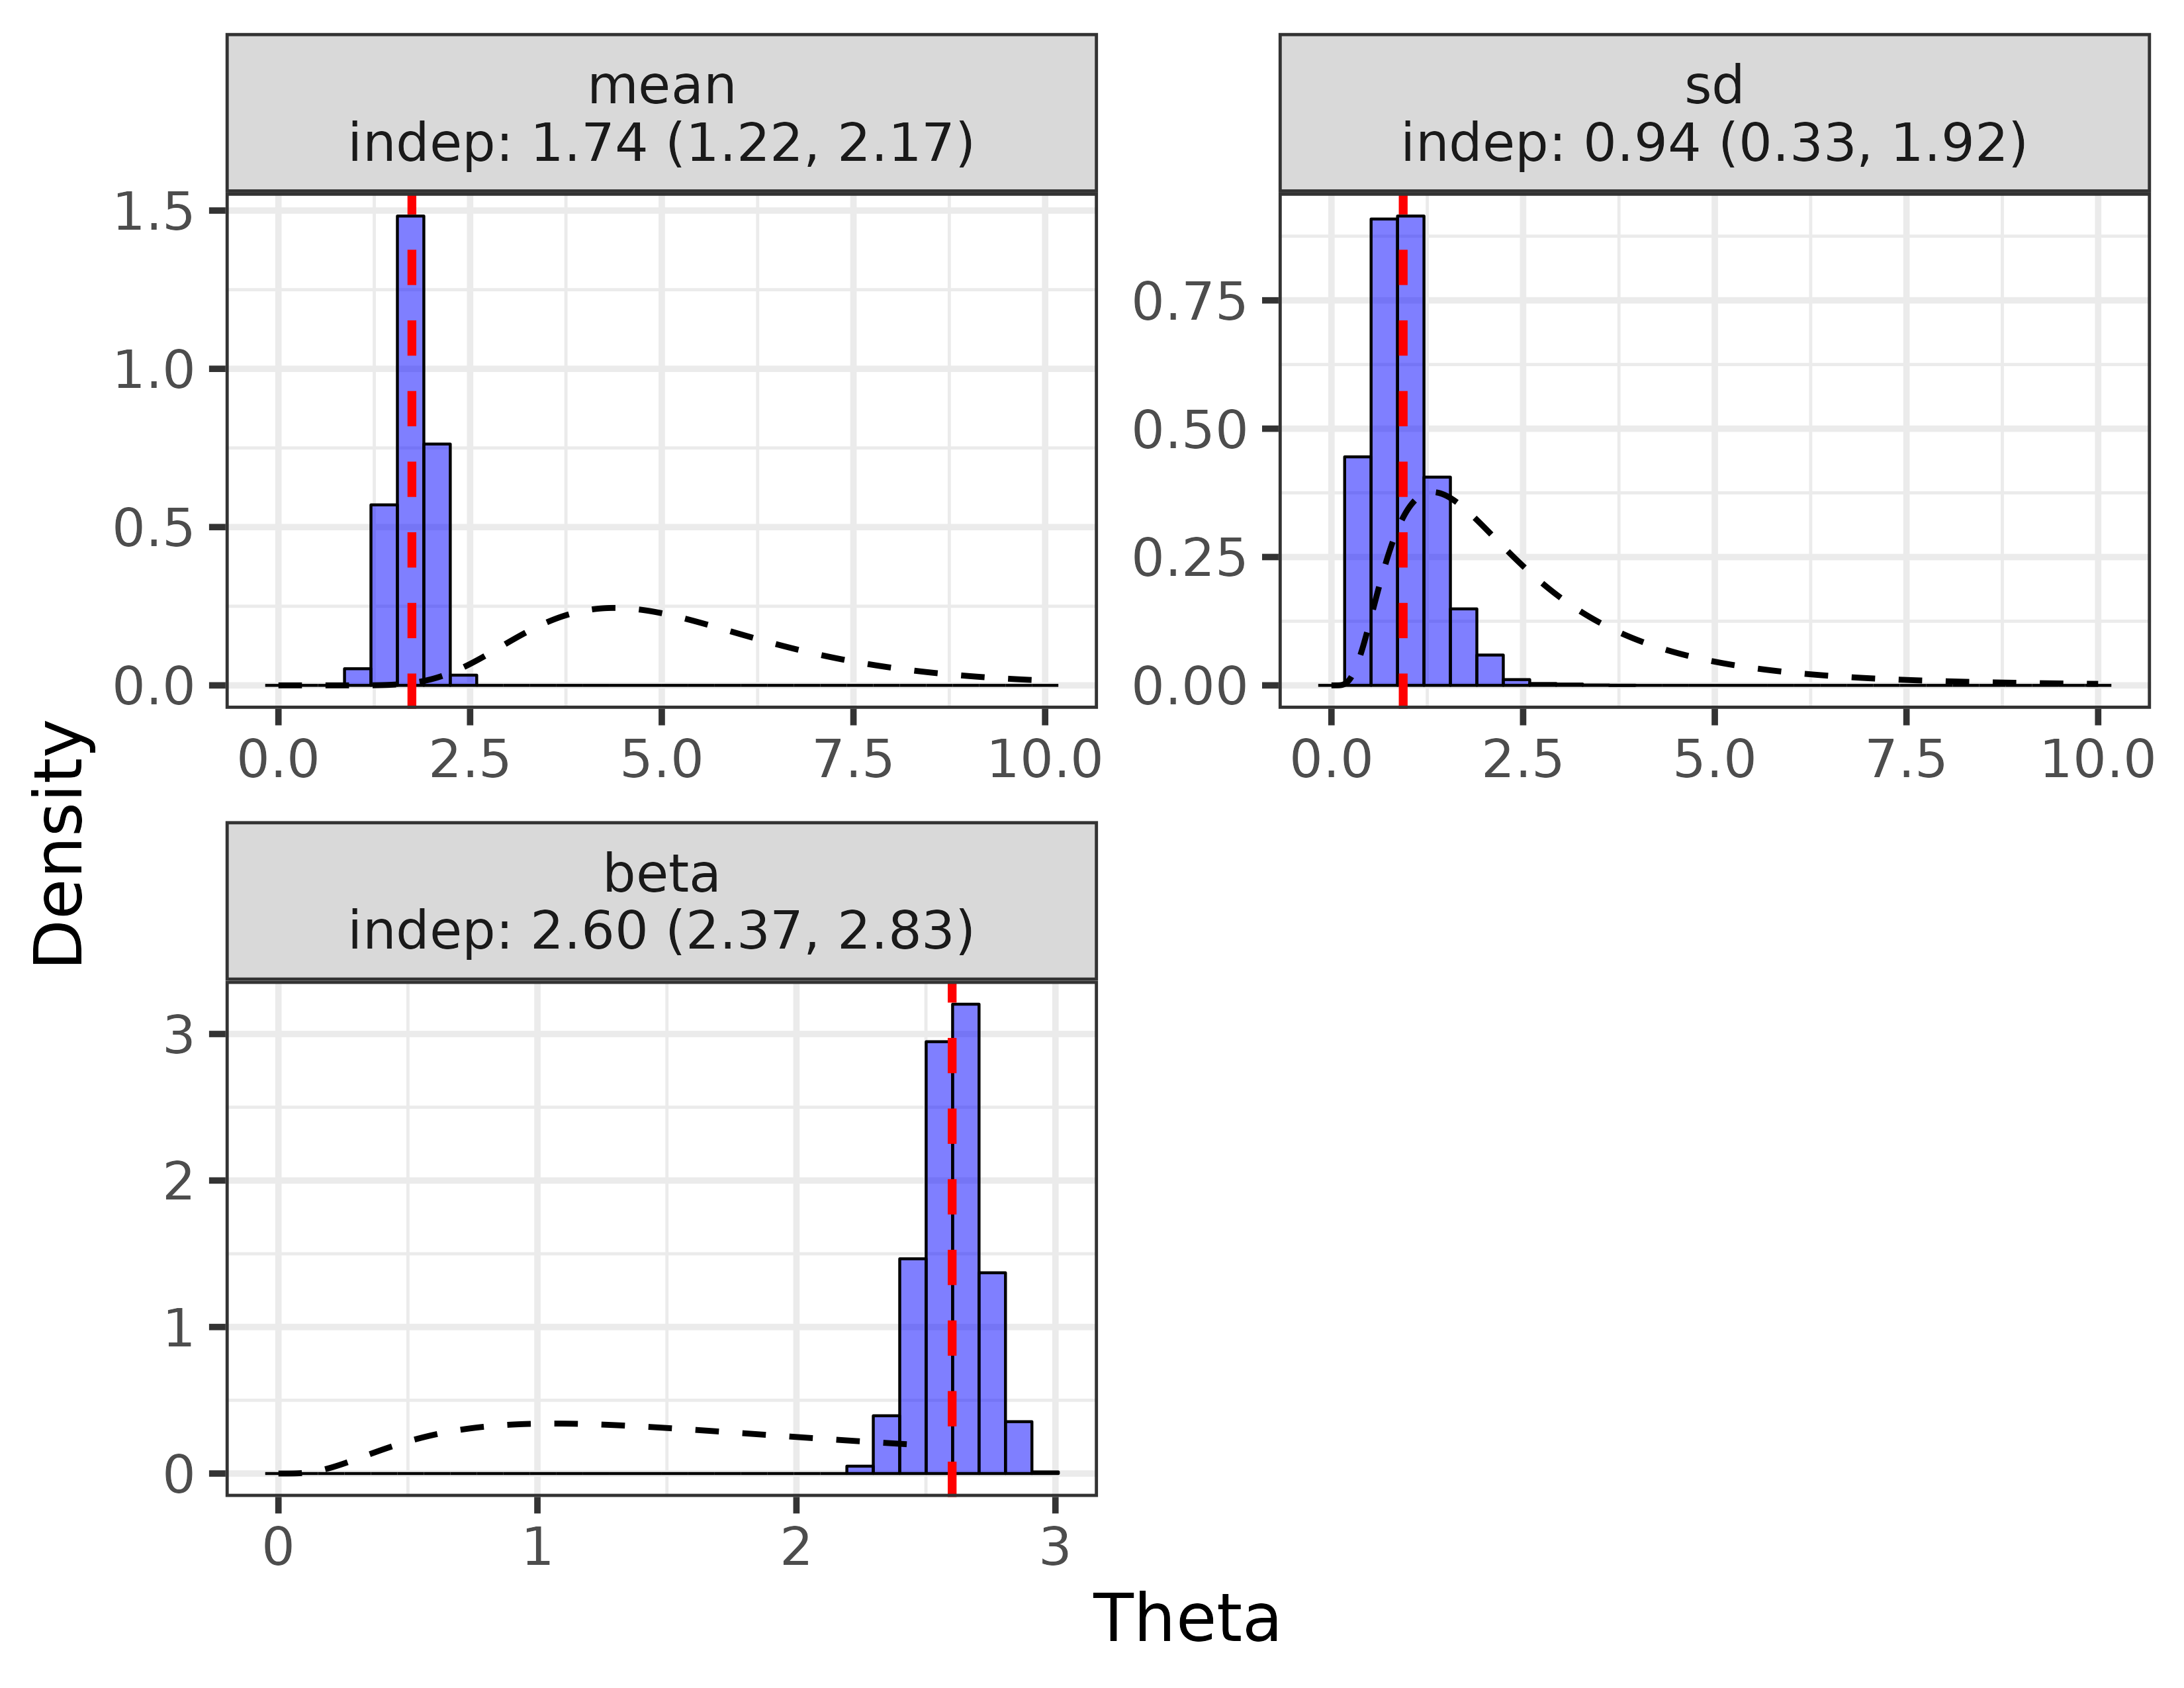 mean
indep: 1.74 (1.22, 2.17)
sd
indep: 0.94 (0.33, 1.92)
1.5
1.0
0.5
0.0
0.75
0.50
0.25
0.00
0.0 2.5 5.0 7.5 10.0
0.0 2.5 5.0 7.5 10.0
Density
beta
indep: 2.60 (2.37, 2.83)
3
2
1
0
0 1 2 3
Theta